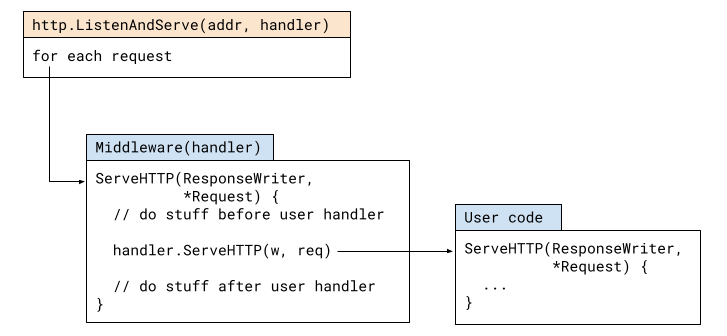 http.ListenAndServe(addr, handler)
for each request
Middleware(handler)
ServeHTTP(ResponseWriter,
*Request) {
// do stuff before user handler
handler.ServeHTTP(w, req)
// do stuff after user handler
}
User code
ServeHTTP(ResponseWriter,
*Request) {
...
}